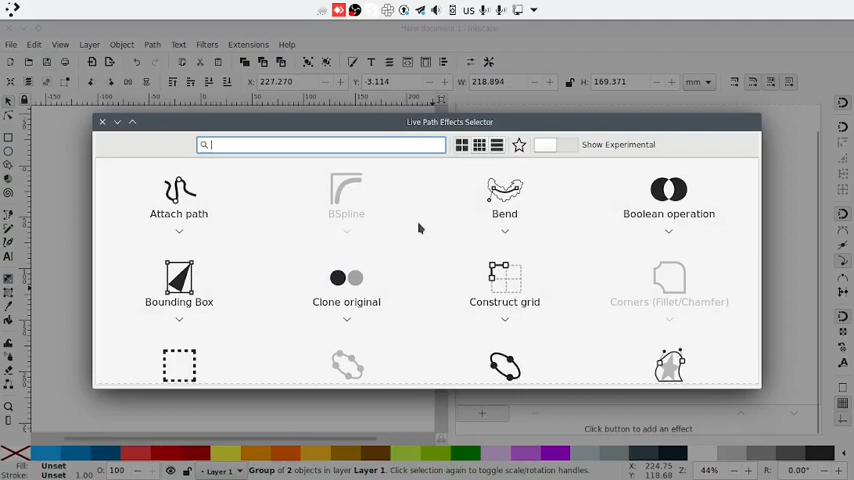 US
*New document 1 - Inkscape
File Edit View Layer Object Path Text Filters Extensions Help
X: 227.270 Y: -3.114 W: 218.894 H: 169.371 mm
Live Path Effects Selector
Show Experimental
Attach path BSpline Bend Boolean operation
Bounding Box Clone original Construct grid Corners (Fillet/Chamfer)
Click button to add an effect
Fill: Unset
Stroke: Unset 1.00
O: 100
Layer 1
Group of 2 objects in layer Layer 1. Click selection again to toggle scale/rotation handles.
X: 224.75
Y: 118.68
Z: 44%
R: 0.00°